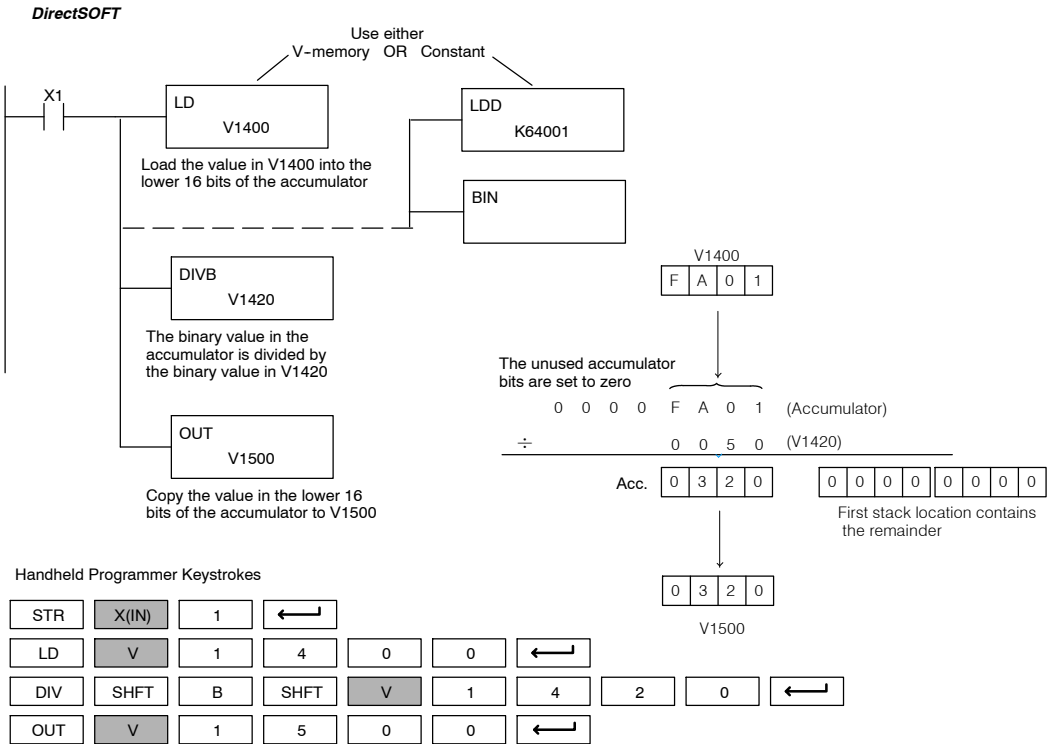 DirectSOFT
Use either
V-memory OR Constant
X1
LD
V1400
LDD
K64001
Load the value in V1400 into the
lower 16 bits of the accumulator
BIN
DIVB
V1420
The binary value in the
accumulator is divided by
the binary value in V1420
OUT
V1500
Copy the value in the lower 16
bits of the accumulator to V1500
V1400
F A 0 1
The unused accumulator
bits are set to zero
0 0 0 0 F A 0 1 (Accumulator)
÷ 0 0 5 0 (V1420)
Acc. 0 3 2 0 0 0 0 0 0 0 0 0
First stack location contains
the remainder
0 3 2 0
V1500
Handheld Programmer Keystrokes
STR X(IN) 1
LD V 1 4 0 0
DIV SHFT B SHFT V 1 4 2 0
OUT V 1 5 0 0